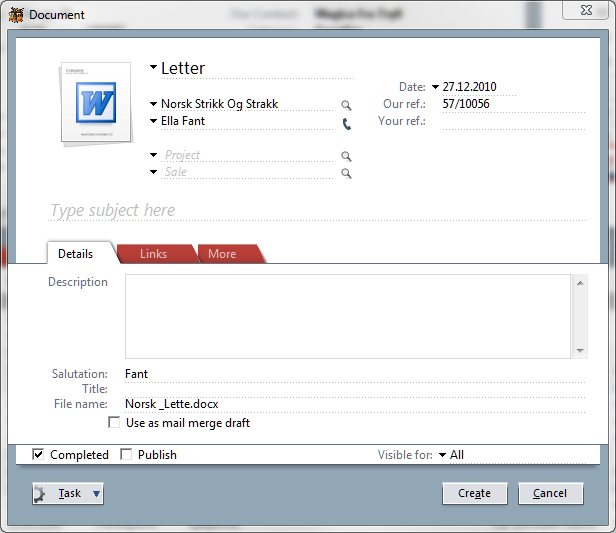 Document
Company
W
Letter
Date: 27.12.2010
Norsk Strikk Og Strakk
Our ref.: 57/10056
Ella Fant
Your ref.:
Project
Sale
Type subject here
Details Links More
Description
Salutation: Fant
Title:
File name: Norsk _Lette.docx
Use as mail merge draft
Completed Publish Visible for: All
Task Create Cancel